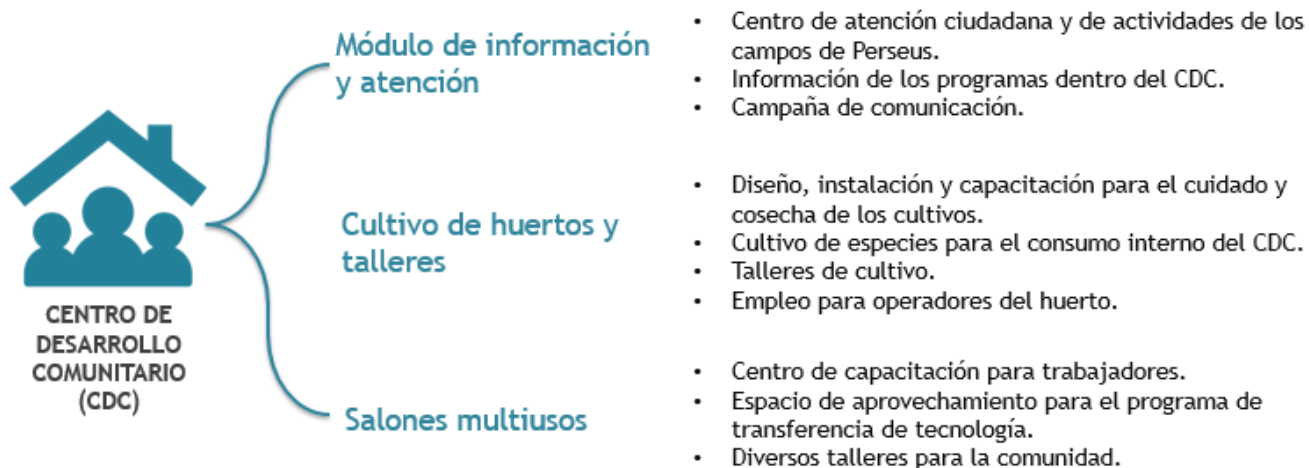 CENTRO DE
DESARROLLO
COMUNITARIO
(CDC)
Módulo de información
y atención
• Centro de atención ciudadana y de actividades de los
campos de Perseus.
• Información de los programas dentro del CDC.
• Campaña de comunicación.
Cultivo de huertos y
talleres
• Diseño, instalación y capacitación para el cuidado y
cosecha de los cultivos.
• Cultivo de especies para el consumo interno del CDC.
• Talleres de cultivo.
• Empleo para operadores del huerto.
Salones multiusos
• Centro de capacitación para trabajadores.
• Espacio de aprovechamiento para el programa de
transferencia de tecnología.
• Diversos talleres para la comunidad.